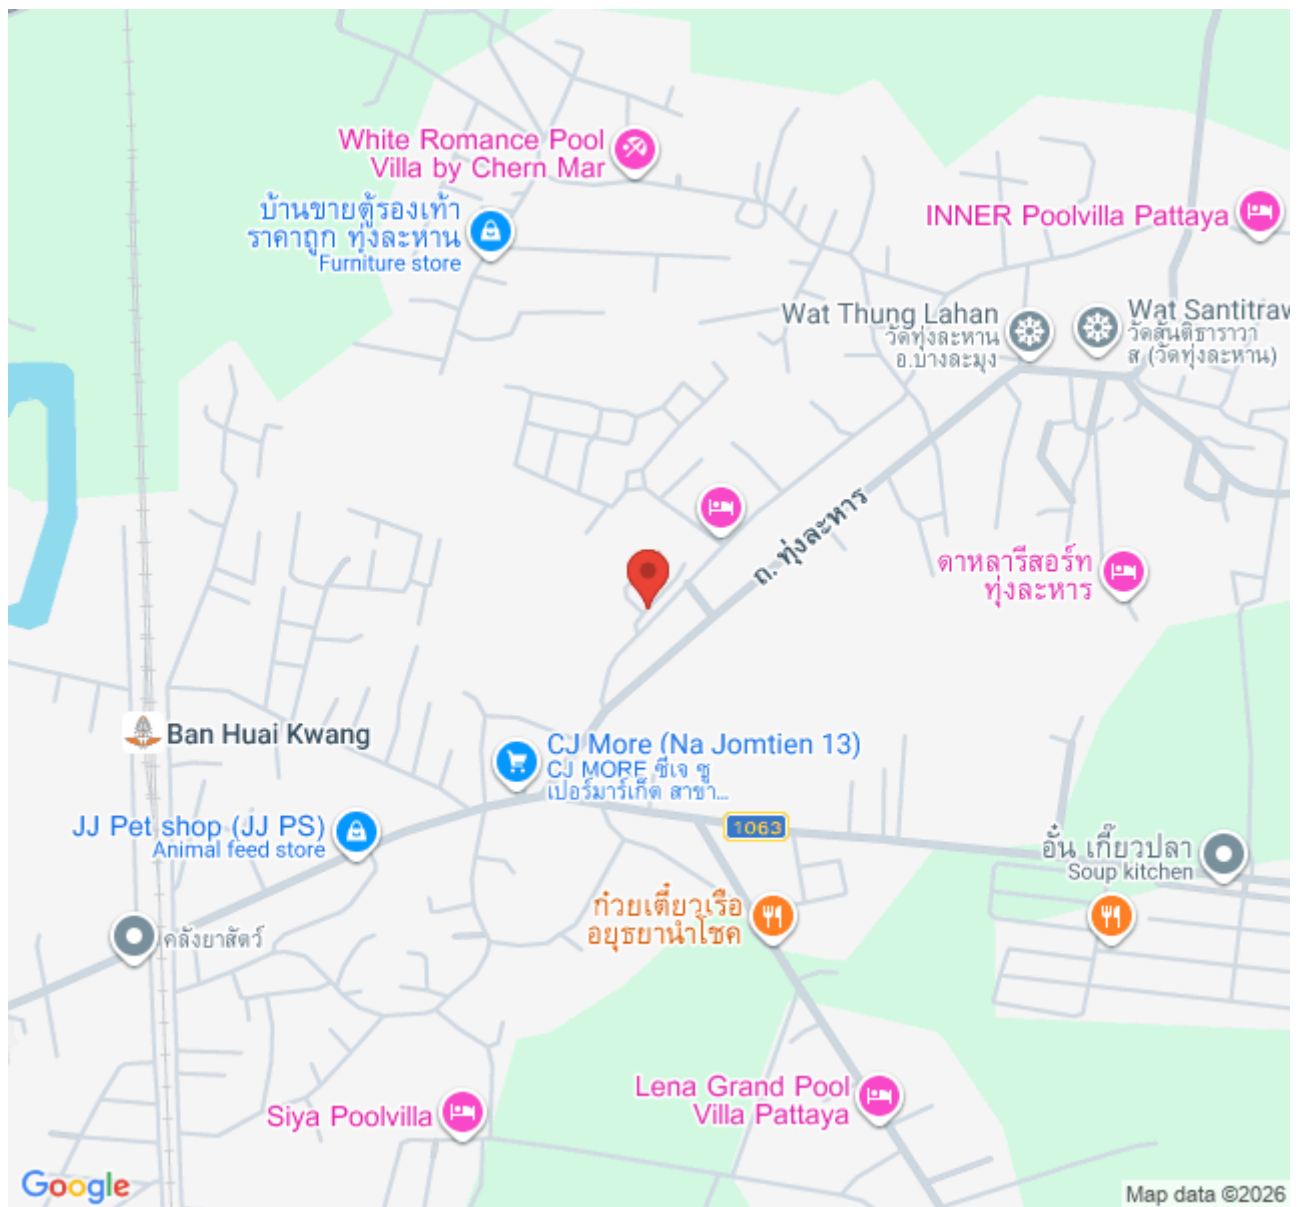 White Romance Pool
Villa by Chern Mar
บ้านขายตู้รองเท้า
ราคาถูก ทุ่งละหาน
Furniture store
INNER Poolvilla Pattaya
Wat Thung Lahan
วัดทุ่งละหาน
อ.บางละมุง
Wat Santitraw
วัดสันติธาราวา
ส (วัดทุ่งละหาน)
ถ. ทุ่งละหาร
ดาหลารีสอร์ท
ทุ่งละหาร
Ban Huai Kwang
CJ More (Na Jomtien 13)
CJ MORE ซีเจ ซู
เปอร์มาร์เก็ต สาขา...
JJ Pet shop (JJ PS)
Animal feed store
1063
อั๋น เกี๊ยวปลา
Soup kitchen
ก๋วยเตี๋ยวเรือ
อยุธยานำโชค
คลังยาสัตว์
Lena Grand Pool
Villa Pattaya
Siya Poolvilla
Google
Map data ©2026